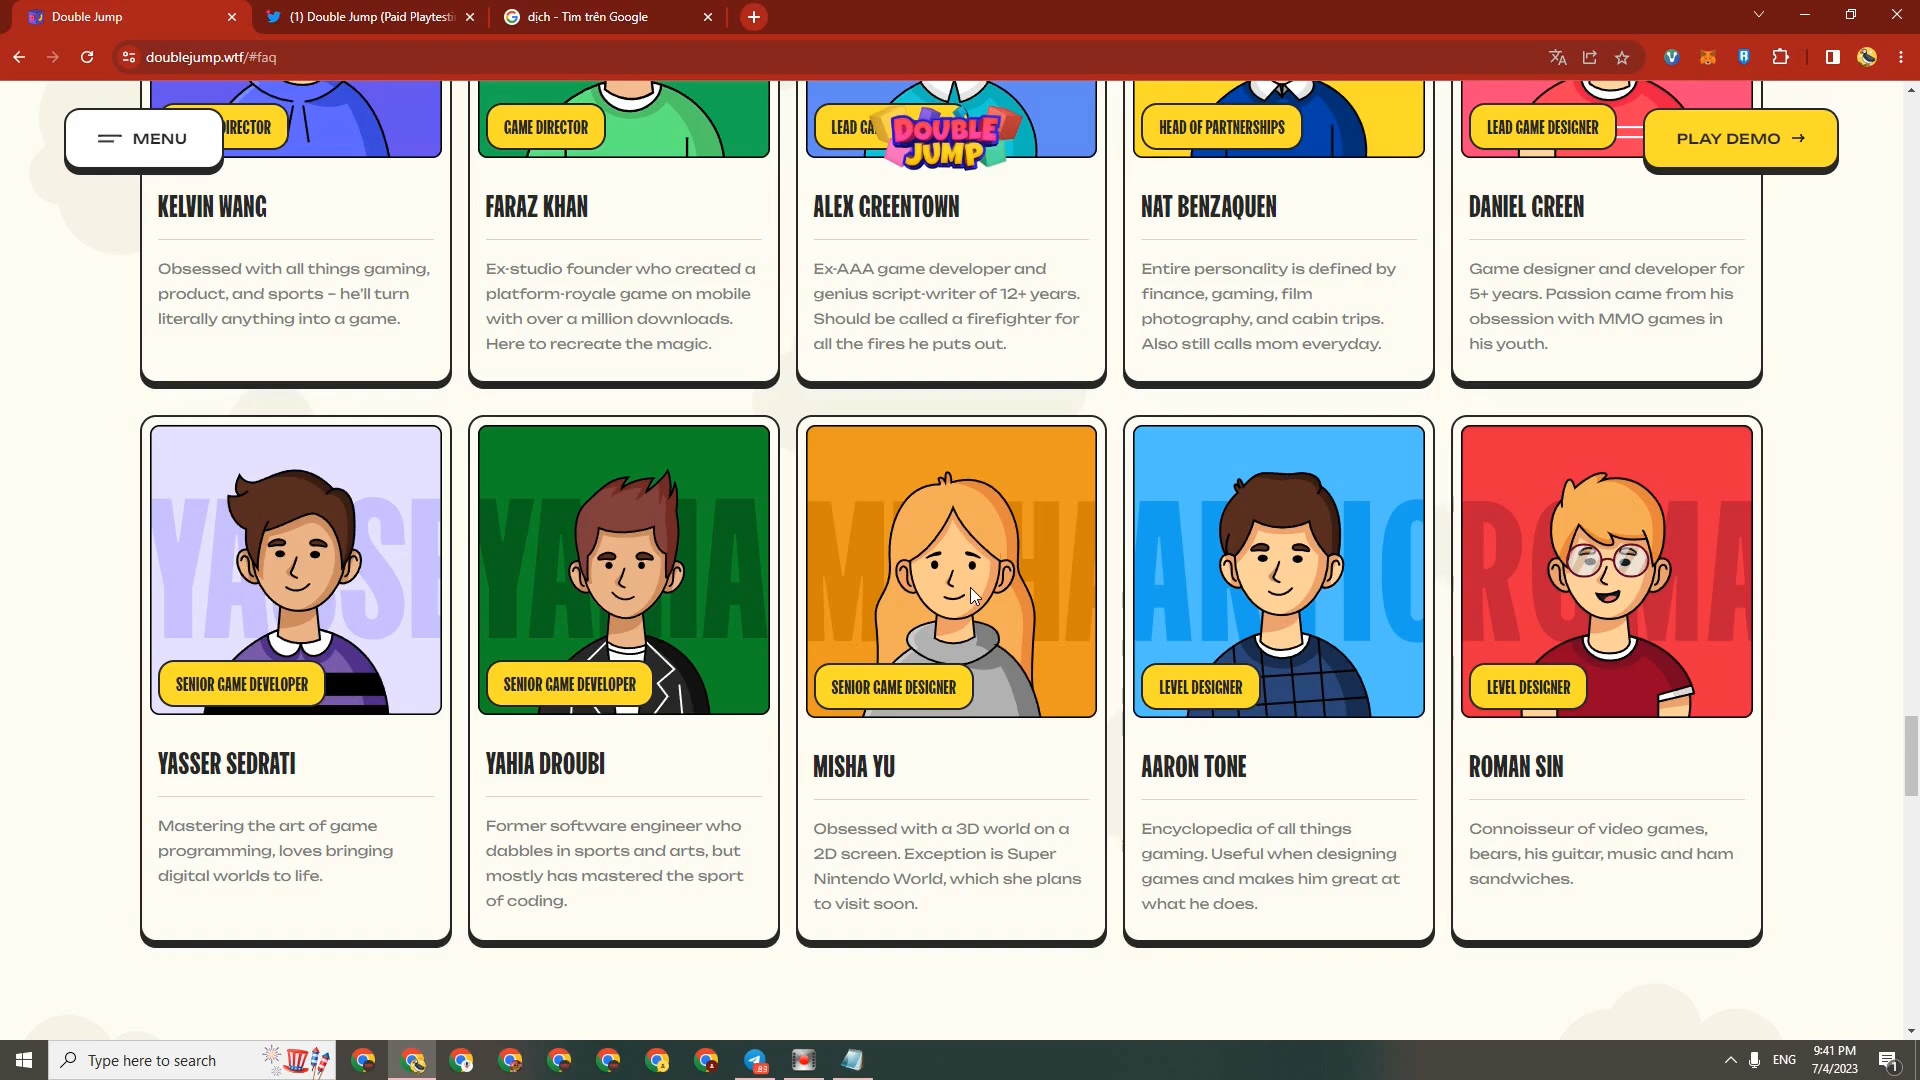 Double Jump
(1) Double Jump (Paid Playtesti
dịch - Tìm trên Google
doublejump.wtf/#faq
MENU
DIRECTOR
GAME DIRECTOR
LEAD GA
DOUBLE
JUMP
HEAD OF PARTNERSHIPS
LEAD GAME DESIGNER
PLAY DEMO
KELVIN WANG
Obsessed with all things gaming,
product, and sports – he'll turn
literally anything into a game.
FARAZ KHAN
Ex-studio founder who created a
platform-royale game on mobile
with over a million downloads.
Here to recreate the magic.
ALEX GREENTOWN
Ex-AAA game developer and
genius script-writer of 12+ years.
Should be called a firefighter for
all the fires he puts out.
NAT BENZAQUEN
Entire personality is defined by
finance, gaming, film
photography, and cabin trips.
Also still calls mom everyday.
DANIEL GREEN
Game designer and developer for
5+ years. Passion came from his
obsession with MMO games in
his youth.
SENIOR GAME DEVELOPER
YASSER SEDRATI
Mastering the art of game
programming, loves bringing
digital worlds to life.
YAHIA
SENIOR GAME DEVELOPER
YAHIA DROUBI
Former software engineer who
dabbles in sports and arts, but
mostly has mastered the sport
of coding.
SENIOR GAME DESIGNER
MISHA YU
Obsessed with a 3D world on a
2D screen. Exception is Super
Nintendo World, which she plans
to visit soon.
LEVEL DESIGNER
AARON TONE
Encyclopedia of all things
gaming. Useful when designing
games and makes him great at
what he does.
ROMA
LEVEL DESIGNER
ROMAN SIN
Connoisseur of video games,
bears, his guitar, music and ham
sandwiches.
Type here to search
ENG
9:41 PM
7/4/2023